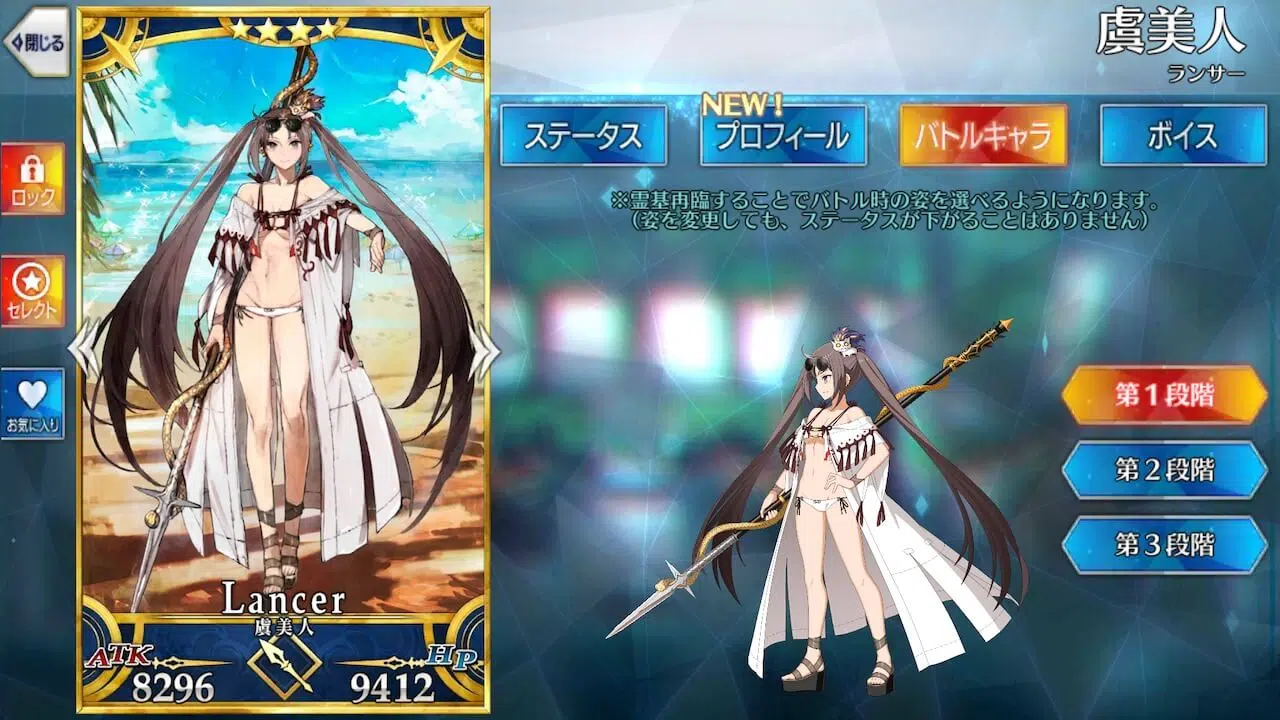 閉じる
虞美人
ランサー
ステータス
NEW!
プロフィール
バトルキャラ
ボイス
※霊基再臨することでバトル時の姿を選べるようになります。
(姿を変更しても、ステータスが下がることはありません)
ロック
セレクト
お気に入り
第1段階
第2段階
第3段階
Lancer
虞美人
ATK
8296
HP
9412